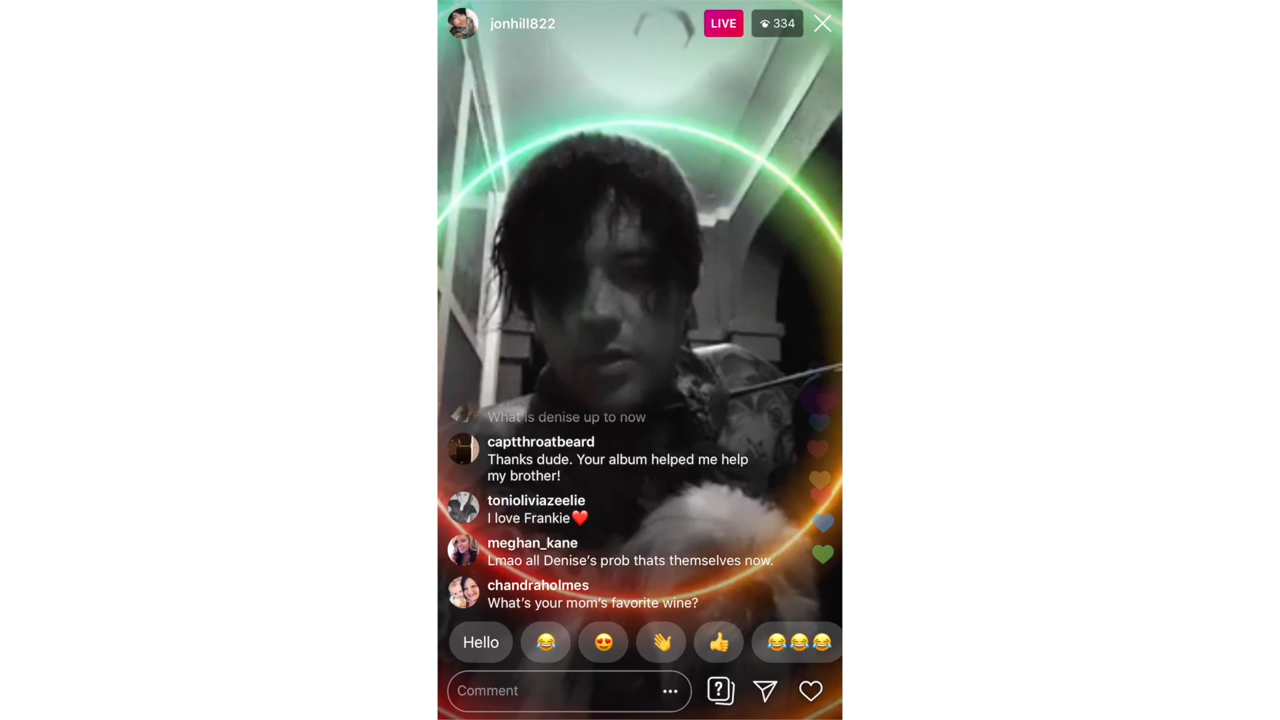 jonhill822
LIVE
334
What is denise up to now
captthroatbeard
Thanks dude. Your album helped me help
my brother!
tonioliviazeelie
I love Frankie❤️
meghan_kane
Lmao all Denise's prob thats themselves now.
chandraholmes
What's your mom's favorite wine?
Hello 😂 😍 👋 👍 😂😂😂
Comment ...
?